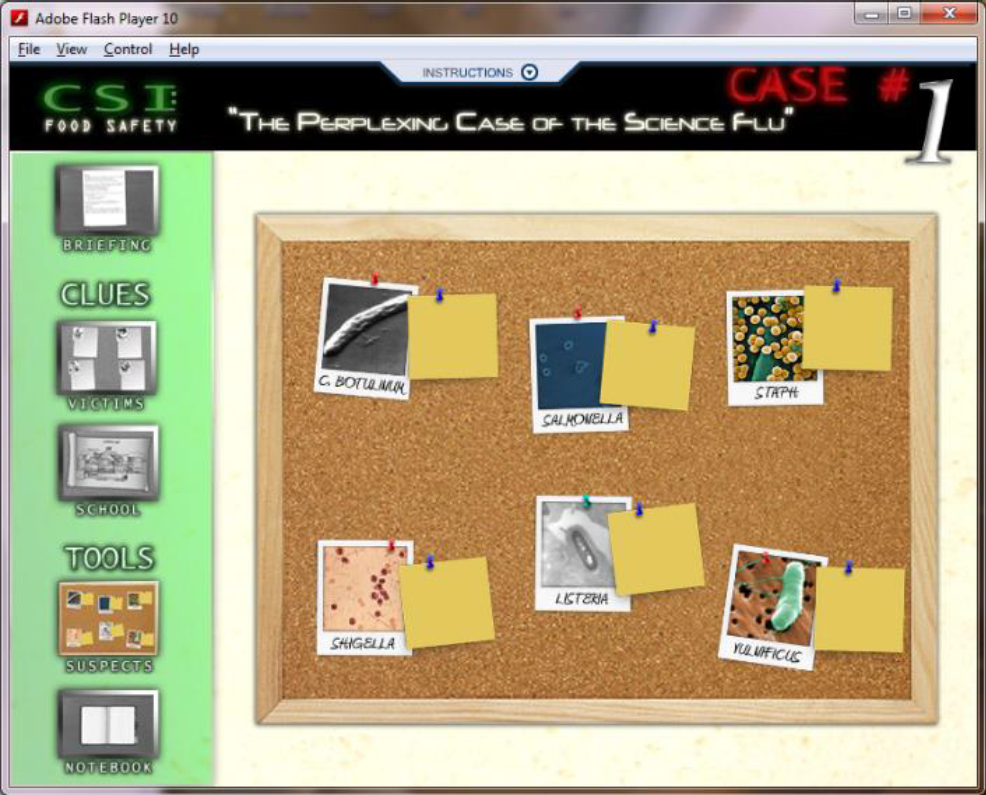 Adobe Flash Player 10
File View Control Help
INSTRUCTIONS
CSI:
FOOD SAFETY
"THE PERPLEXING CASE OF THE SCIENCE FLU"
CASE #1
BRIEFING
CLUES
VICTIMS
SCHOOL
TOOLS
SUSPECTS
NOTEBOOK
C. BOTULINUM
SALMONELLA
STAPH
SHIGELLA
LISTERIA
VULNIFICUS